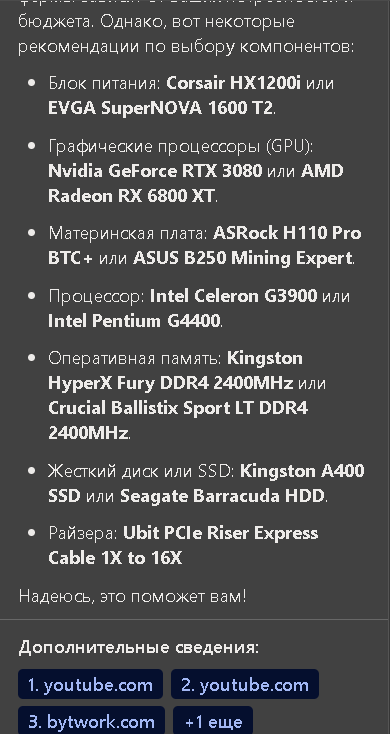 бюджета. Однако, вот некоторые
рекомендации по выбору компонентов:
• Блок питания: Corsair HX1200i или
EVGA SuperNOVA 1600 T2.
• Графические процессоры (GPU):
Nvidia GeForce RTX 3080 или AMD
Radeon RX 6800 XT.
• Материнская плата: ASRock H110 Pro
BTC+ или ASUS B250 Mining Expert.
• Процессор: Intel Celeron G3900 или
Intel Pentium G4400.
• Оперативная память: Kingston
HyperX Fury DDR4 2400MHz или
Crucial Ballistix Sport LT DDR4
2400MHz.
• Жесткий диск или SSD: Kingston A400
SSD или Seagate Barracuda HDD.
• Райзера: Ubit PCIe Riser Express
Cable 1X to 16X
Надеюсь, это поможет вам!
Дополнительные сведения:
1. youtube.com 2. youtube.com
3. bytwork.com +1 еще